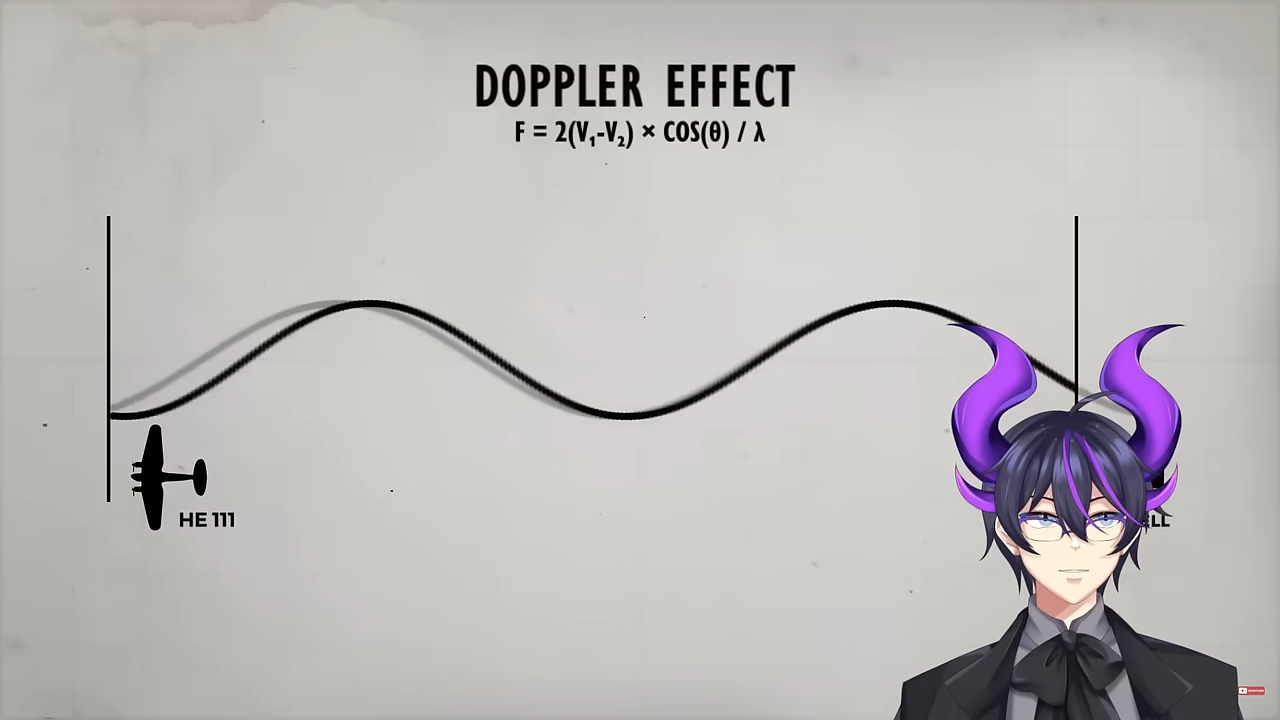 DOPPLER EFFECT
F = 2(V₁-V₂) × COS(θ) / λ
HE 111